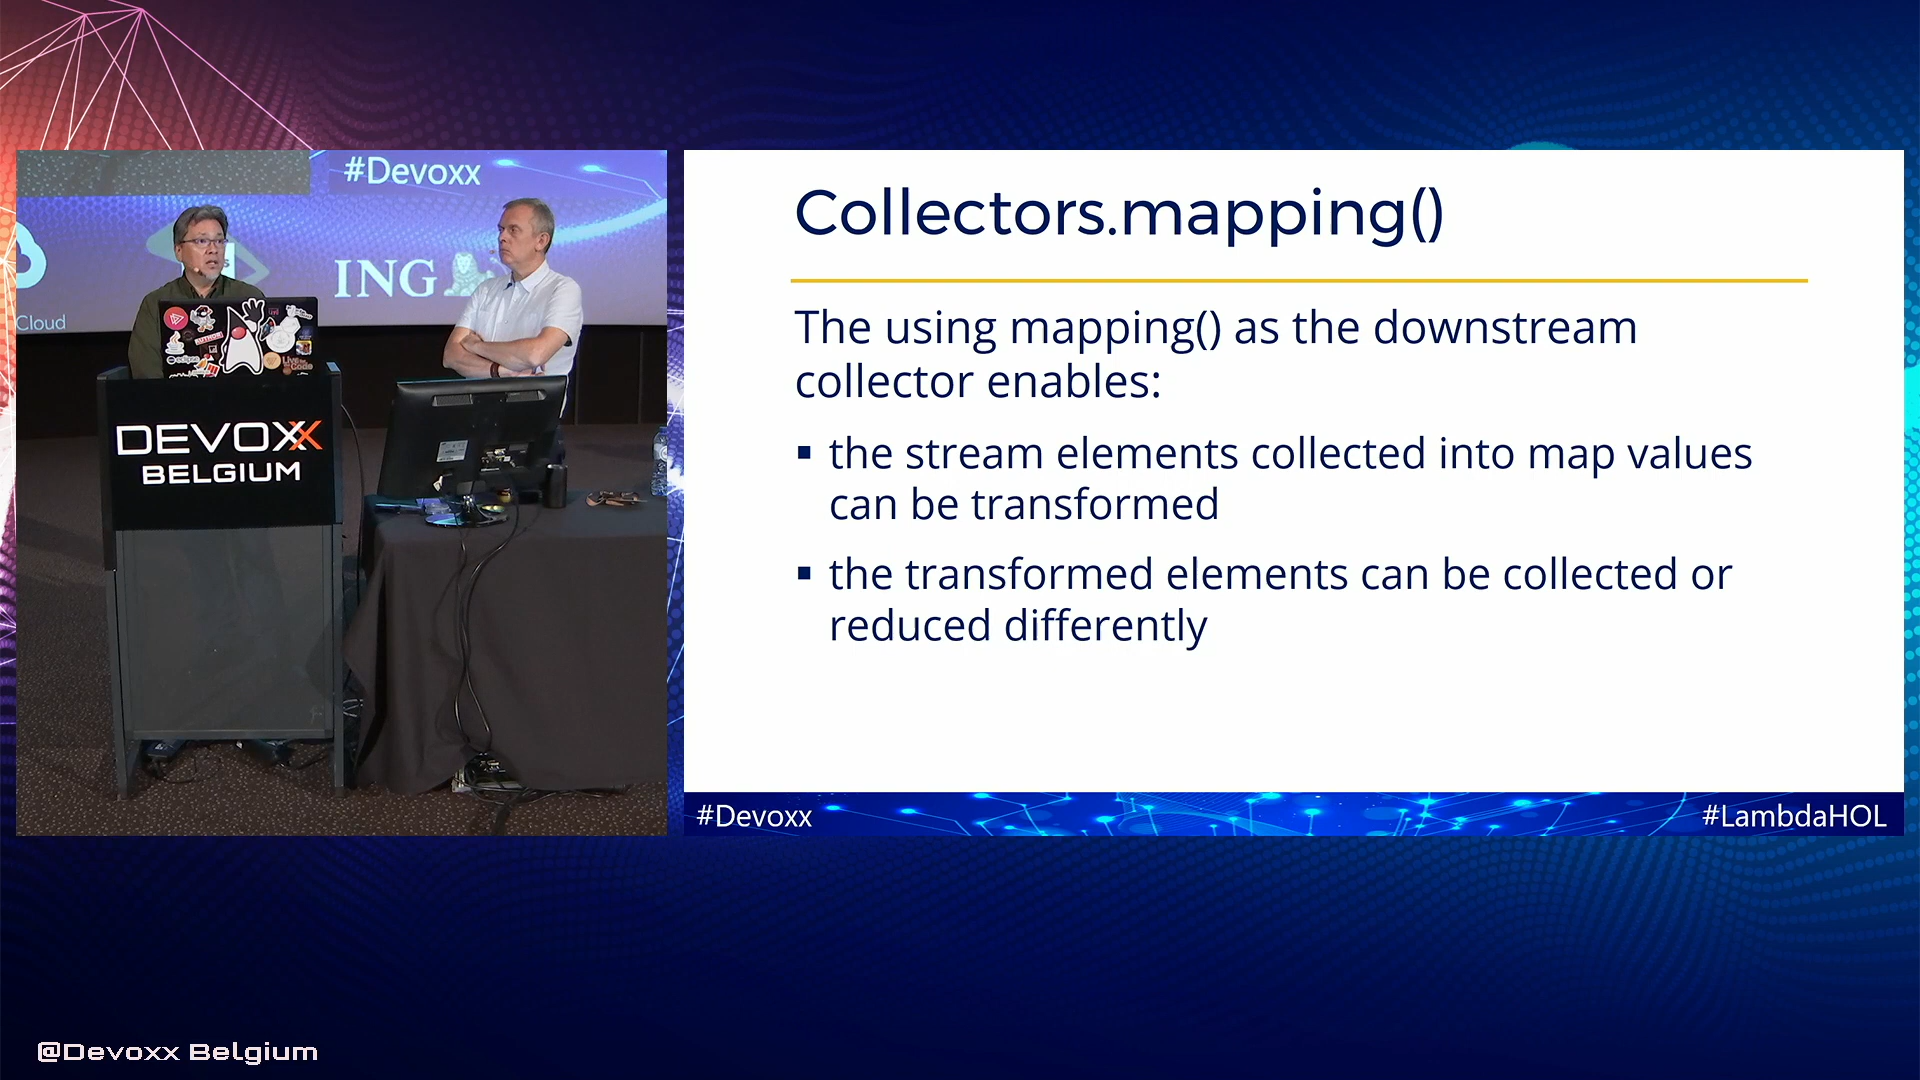 #Devoxx
ING
Cloud
DEVOXX
BELGIUM
Collectors.mapping()
The using mapping() as the downstream
collector enables:
▪ the stream elements collected into map values
can be transformed
▪ the transformed elements can be collected or
reduced differently
#Devoxx
#LambdaHOL
@Devoxx Belgium